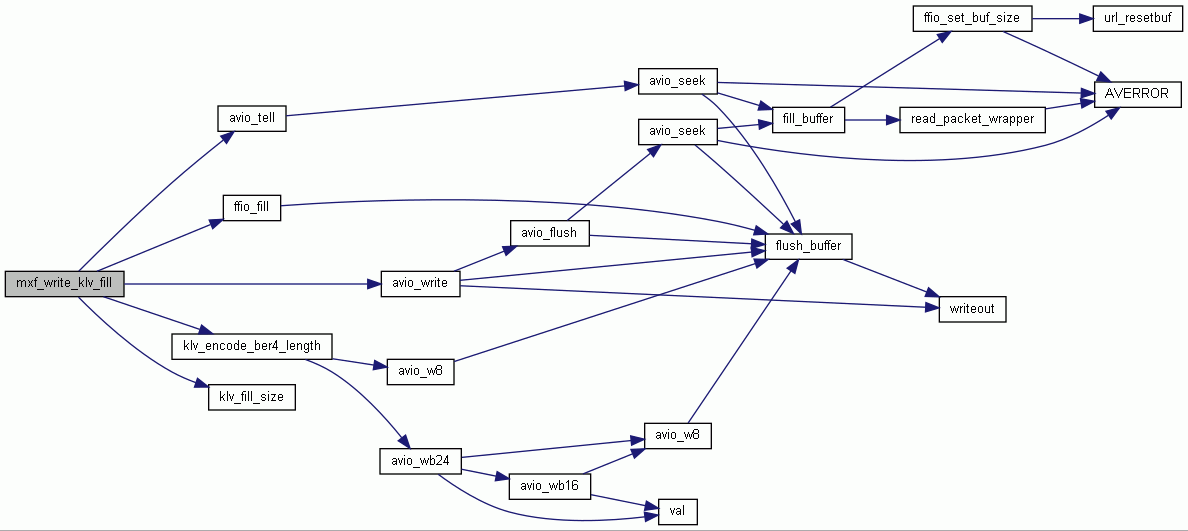 ffio_set_buf_size
url_resetbuf
avio_seek
AVERROR
avio_tell
fill_buffer
read_packet_wrapper
avio_seek
ffio_fill
avio_flush
flush_buffer
mxf_write_klv_fill
avio_write
writeout
klv_encode_ber4_length
avio_w8
klv_fill_size
avio_w8
avio_wb24
avio_wb16
val